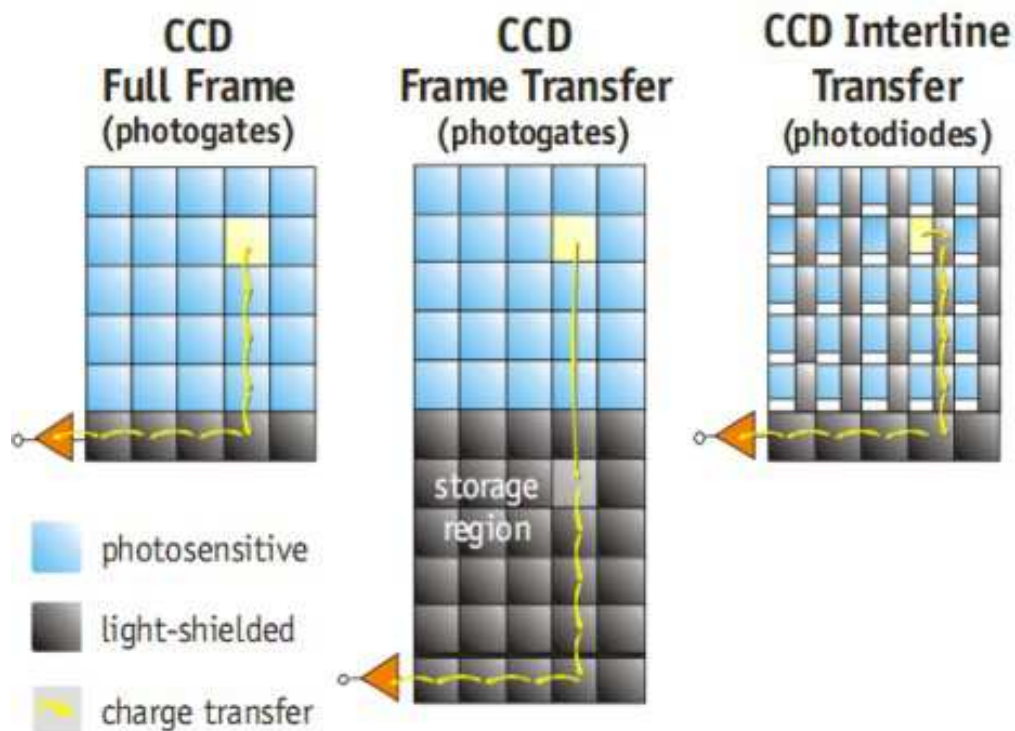 CCD
Full Frame
(photogates)
CCD
Frame Transfer
(photogates)
CCD Interline
Transfer
(photodiodes)
storage
region
photosensitive
light-shielded
charge transfer